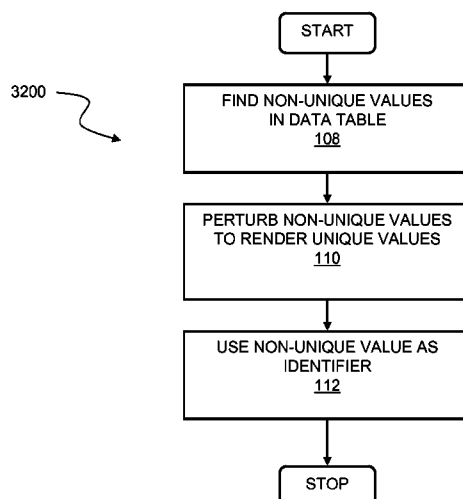 START
3200
FIND NON-UNIQUE VALUES
IN DATA TABLE
108
PERTURB NON-UNIQUE VALUES
TO RENDER UNIQUE VALUES
110
USE NON-UNIQUE VALUE AS
IDENTIFIER
112
STOP